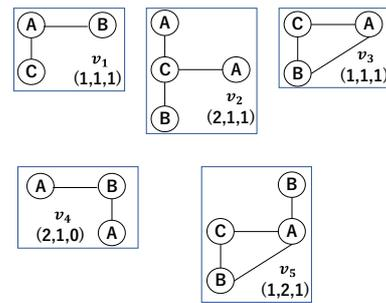 A B
C
v₁
(1,1,1)
A
C A
B
v₂
(2,1,1)
C A
B
v₃
(1,1,1)
A B
A
v₄
(2,1,0)
B
C A
B
v₅
(1,2,1)